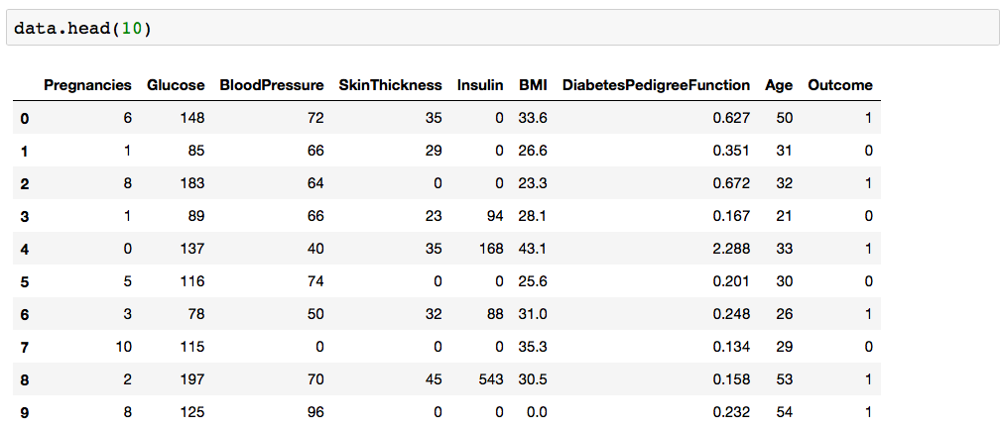 data.head(10)
Pregnancies Glucose BloodPressure SkinThickness Insulin BMI DiabetesPedigreeFunction Age Outcome
0 6 148 72 35 0 33.6 0.627 50 1
1 1 85 66 29 0 26.6 0.351 31 0
2 8 183 64 0 0 23.3 0.672 32 1
3 1 89 66 23 94 28.1 0.167 21 0
4 0 137 40 35 168 43.1 2.288 33 1
5 5 116 74 0 0 25.6 0.201 30 0
6 3 78 50 32 88 31.0 0.248 26 1
7 10 115 0 0 0 35.3 0.134 29 0
8 2 197 70 45 543 30.5 0.158 53 1
9 8 125 96 0 0 0.0 0.232 54 1